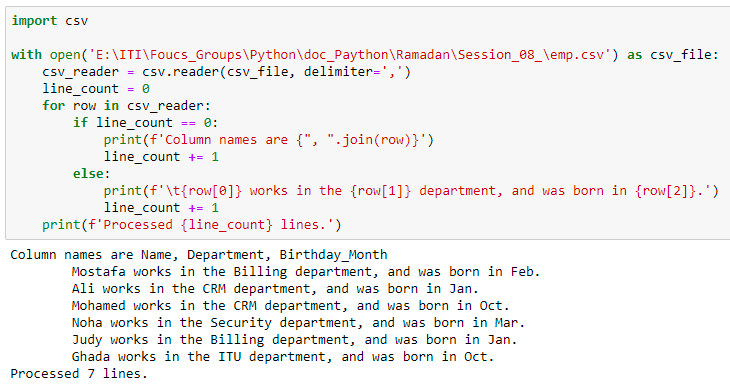 import csv

with open('E:\ITI\Foucs_Groups\Python\doc_Paython\Ramadan\Session_08_\emp.csv') as csv_file:
    csv_reader = csv.reader(csv_file, delimiter=',')
    line_count = 0
    for row in csv_reader:
        if line_count == 0:
            print(f'Column names are {", ".join(row)}')
            line_count += 1
        else:
            print(f'\t{row[0]} works in the {row[1]} department, and was born in {row[2]}.')
            line_count += 1
    print(f'Processed {line_count} lines.')
Column names are Name, Department, Birthday_Month
        Mostafa works in the Billing department, and was born in Feb.
        Ali works in the CRM department, and was born in Jan.
        Mohamed works in the CRM department, and was born in Oct.
        Noha works in the Security department, and was born in Mar.
        Judy works in the Billing department, and was born in Jan.
        Ghada works in the ITU department, and was born in Oct.
Processed 7 lines.